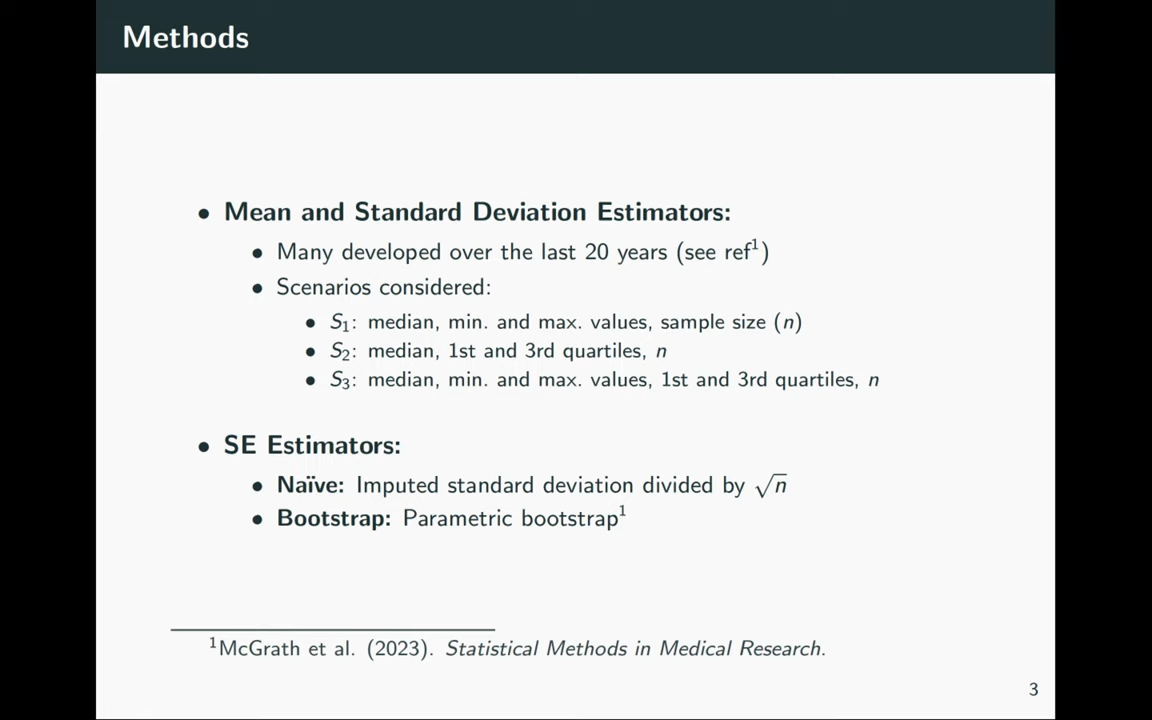 Methods
• Mean and Standard Deviation Estimators:
• Many developed over the last 20 years (see ref¹)
• Scenarios considered:
• S₁: median, min. and max. values, sample size (n)
• S₂: median, 1st and 3rd quartiles, n
• S₃: median, min. and max. values, 1st and 3rd quartiles, n
• SE Estimators:
• Naïve: Imputed standard deviation divided by √n
• Bootstrap: Parametric bootstrap¹
¹McGrath et al. (2023). Statistical Methods in Medical Research.
3